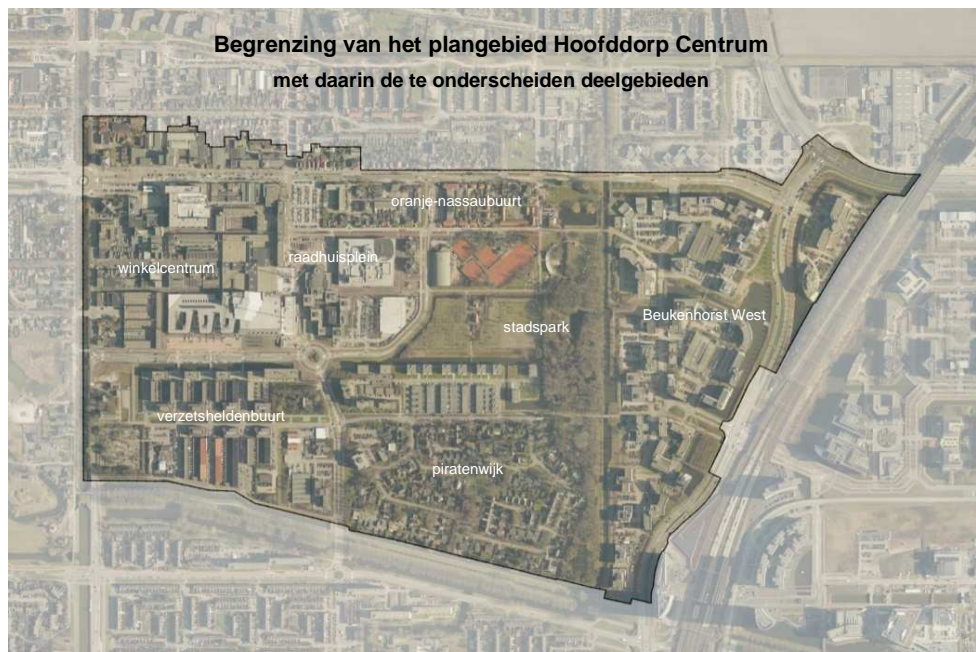 Begrenzing van het plangebied Hoofddorp Centrum
met daarin de te onderscheiden deelgebieden
oranje-nassaubuurt
raadhuisplein
winkelcentrum
Beukenhorst West
stadspark
verzetsheldenbuurt
piratenwijk